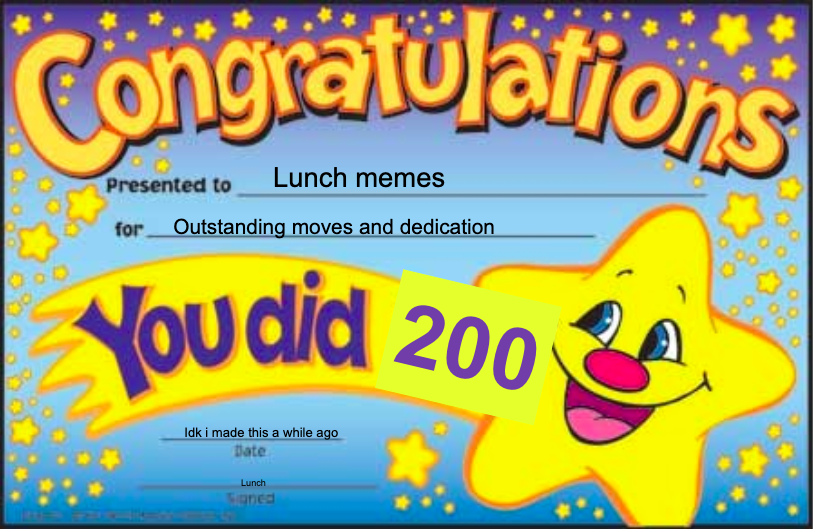 Congratulations
Presented to Lunch memes
for Outstanding moves and dedication
You did 200
Idk i made this a while ago
Date
Lunch
Signed